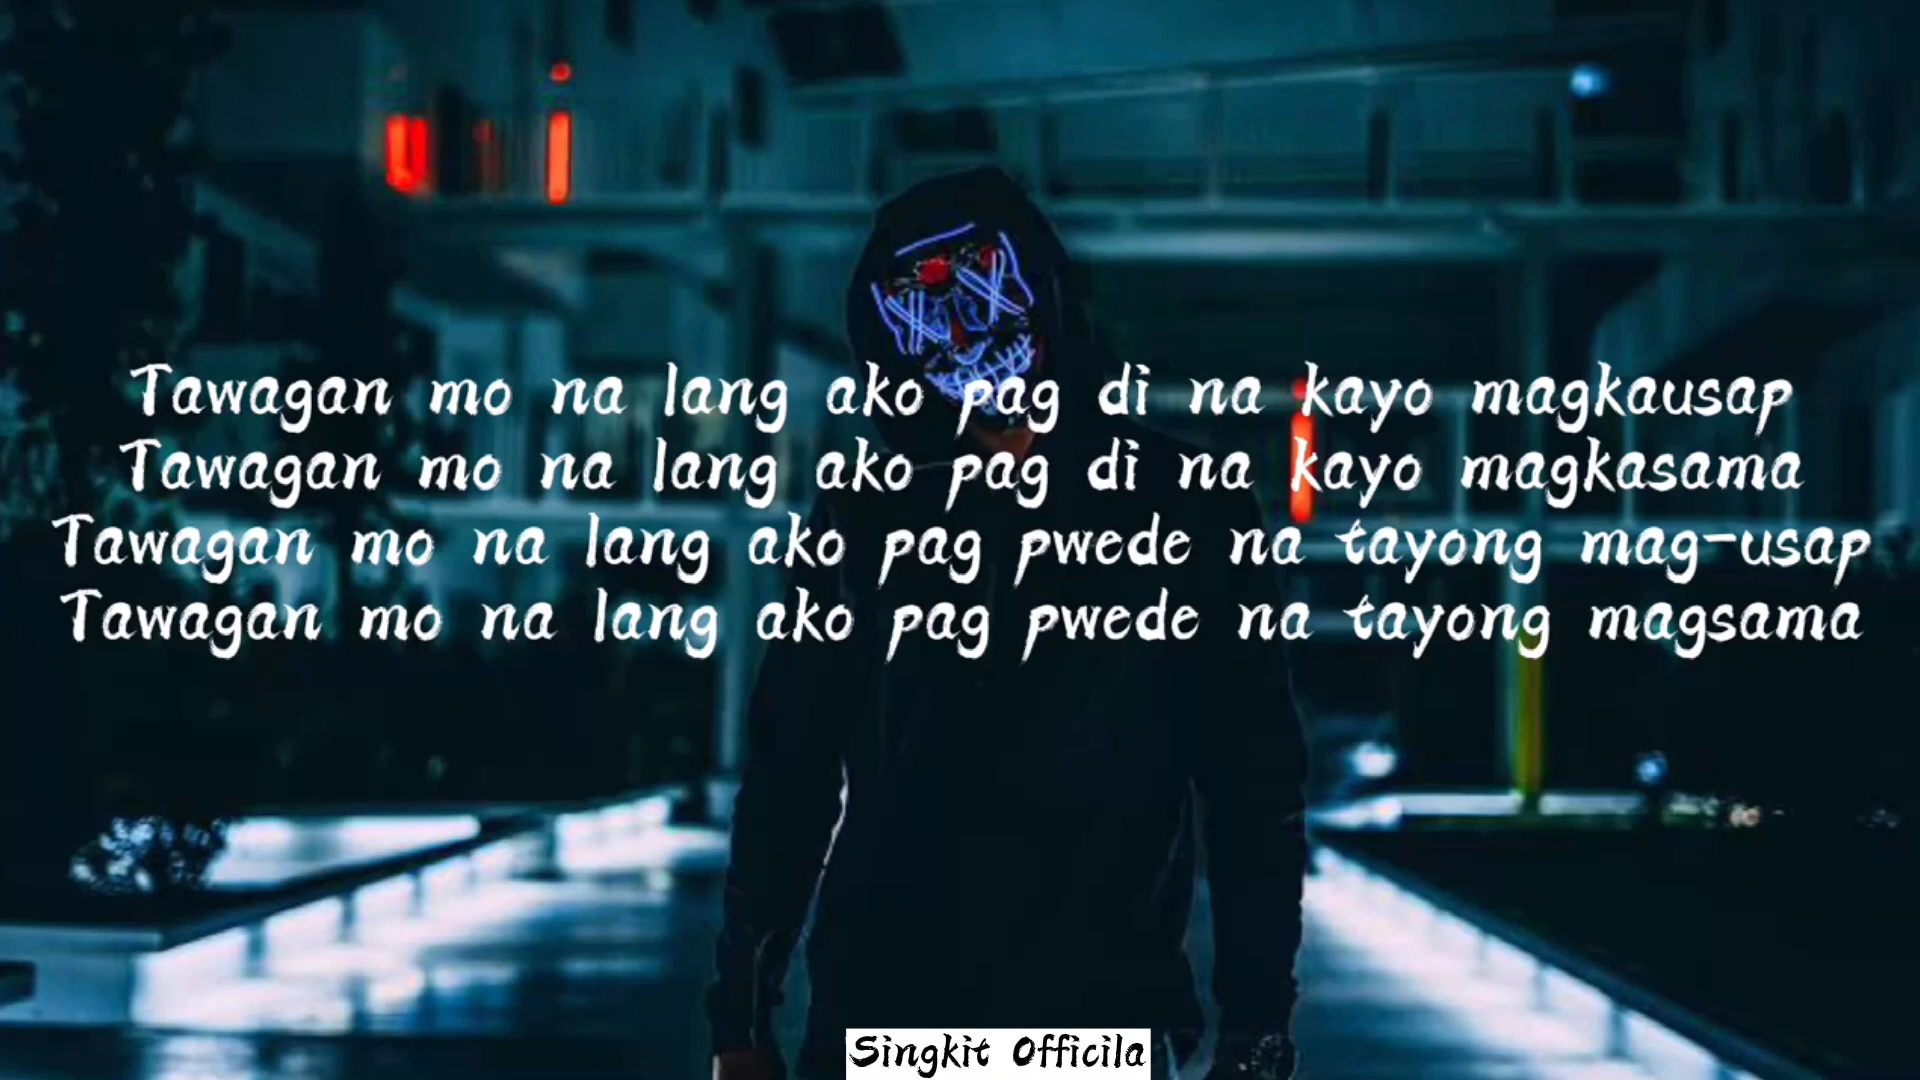 Tawagan mo na lang ako pag di na kayo magkausap
Tawagan mo na lang ako pag di na kayo magkasama
Tawagan mo na lang ako pag pwede na tayong mag-usap
Tawagan mo na lang ako pag pwede na tayong magsama
Singkit Officila